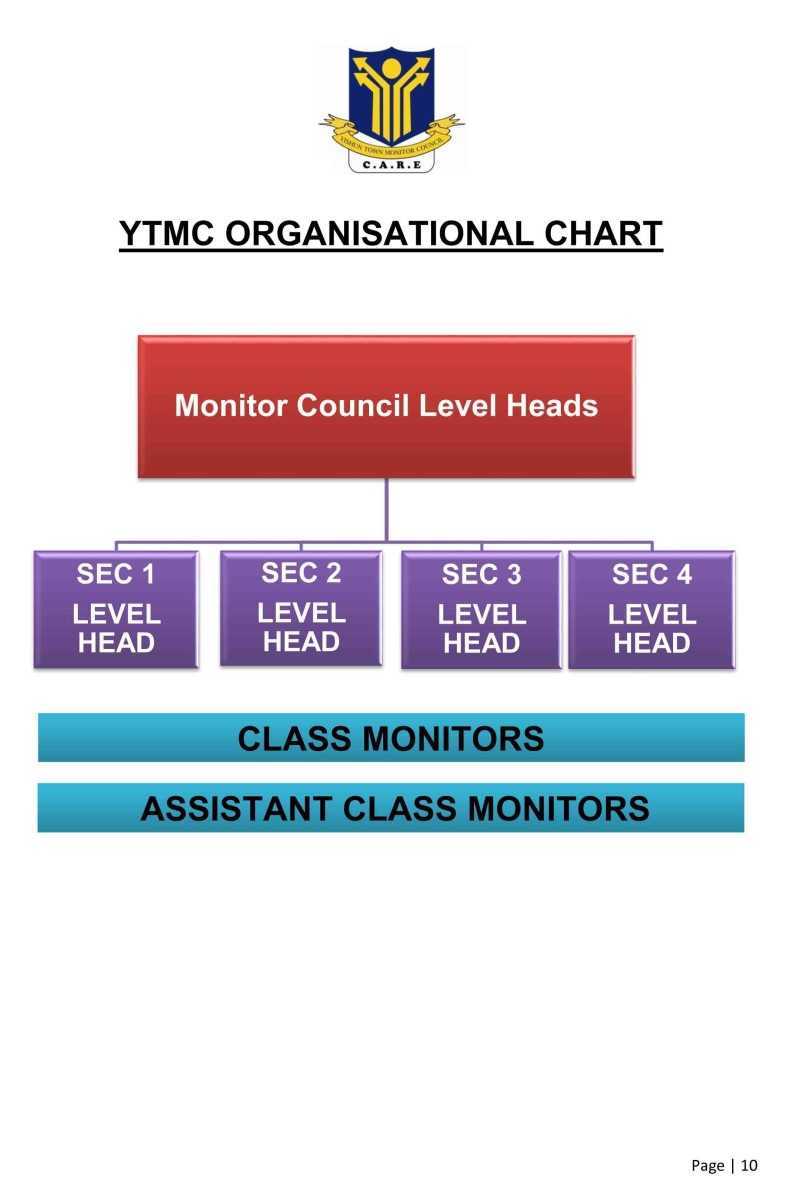 YISHUN TOWN MONITOR COUNCIL
C.A.R.E
YTMC ORGANISATIONAL CHART
Monitor Council Level Heads
SEC 1
LEVEL
HEAD
SEC 2
LEVEL
HEAD
SEC 3
LEVEL
HEAD
SEC 4
LEVEL
HEAD
CLASS MONITORS
ASSISTANT CLASS MONITORS
Page | 10